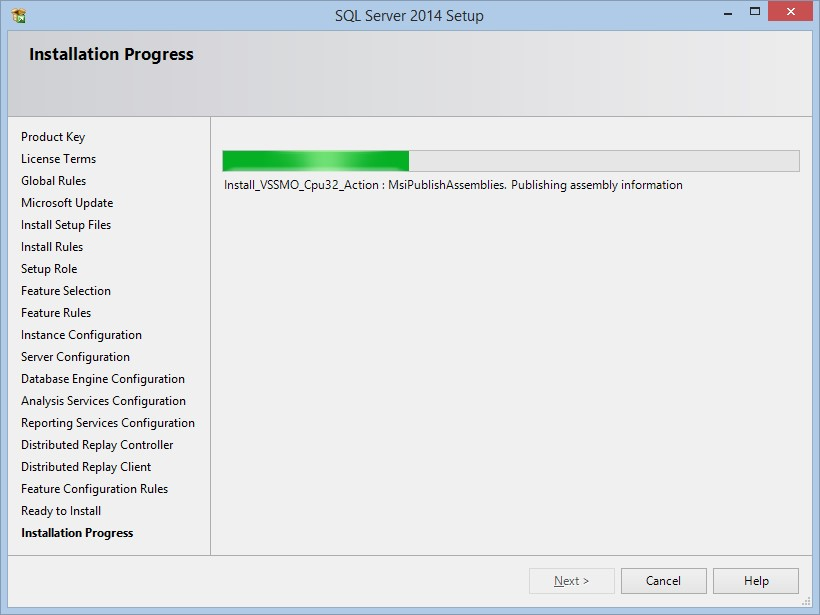 SQL Server 2014 Setup
Installation Progress
Product Key
License Terms
Global Rules
Microsoft Update
Install Setup Files
Install Rules
Setup Role
Feature Selection
Feature Rules
Instance Configuration
Server Configuration
Database Engine Configuration
Analysis Services Configuration
Reporting Services Configuration
Distributed Replay Controller
Distributed Replay Client
Feature Configuration Rules
Ready to Install
Installation Progress
Install_VSSMO_Cpu32_Action : MsiPublishAssemblies. Publishing assembly information
Next >
Cancel
Help